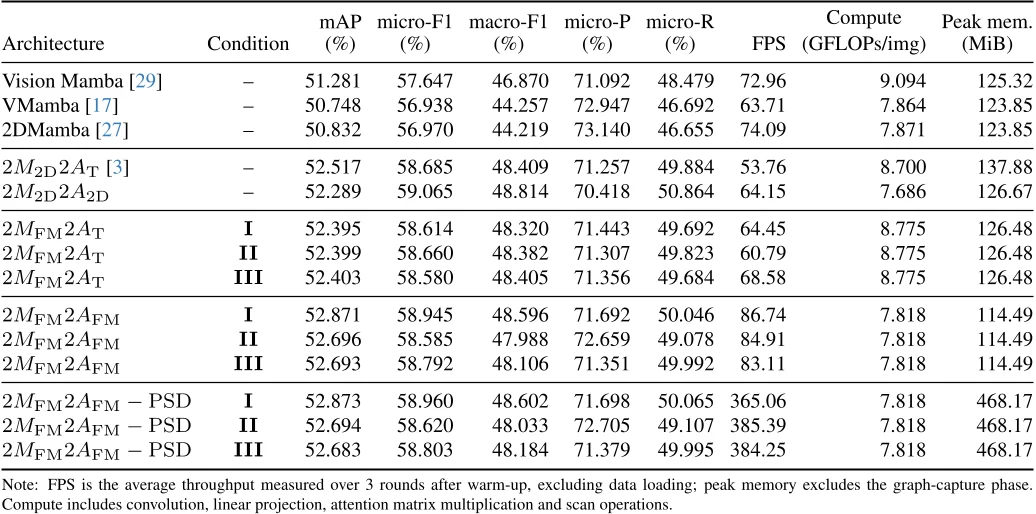 Architecture Condition mAP (%) micro-F1 (%) macro-F1 (%) micro-P (%) micro-R (%) FPS Compute (GFLOPs/img) Peak mem. (MiB)
Vision Mamba [29] – 51.281 57.647 46.870 71.092 48.479 72.96 9.094 125.32
VMamba [17] – 50.748 56.938 44.257 72.947 46.692 63.71 7.864 123.85
2DMamba [27] – 50.832 56.970 44.219 73.140 46.655 74.09 7.871 123.85
2M2D2AT [3] – 52.517 58.685 48.409 71.257 49.884 53.76 8.700 137.88
2M2D2A2D – 52.289 59.065 48.814 70.418 50.864 64.15 7.686 126.67
2MFM2AT I 52.395 58.614 48.320 71.443 49.692 64.45 8.775 126.48
2MFM2AT II 52.399 58.660 48.382 71.307 49.823 60.79 8.775 126.48
2MFM2AT III 52.403 58.580 48.405 71.356 49.684 68.58 8.775 126.48
2MFM2AFM I 52.871 58.945 48.596 71.692 50.046 86.74 7.818 114.49
2MFM2AFM II 52.696 58.585 47.988 72.659 49.078 84.91 7.818 114.49
2MFM2AFM III 52.693 58.792 48.106 71.351 49.992 83.11 7.818 114.49
2MFM2AFM − PSD I 52.873 58.960 48.602 71.698 50.065 365.06 7.818 468.17
2MFM2AFM − PSD II 52.694 58.620 48.033 72.705 49.107 385.39 7.818 468.17
2MFM2AFM − PSD III 52.683 58.803 48.184 71.379 49.995 384.25 7.818 468.17
Note: FPS is the average throughput measured over 3 rounds after warm-up, excluding data loading; peak memory excludes the graph-capture phase.
Compute includes convolution, linear projection, attention matrix multiplication and scan operations.